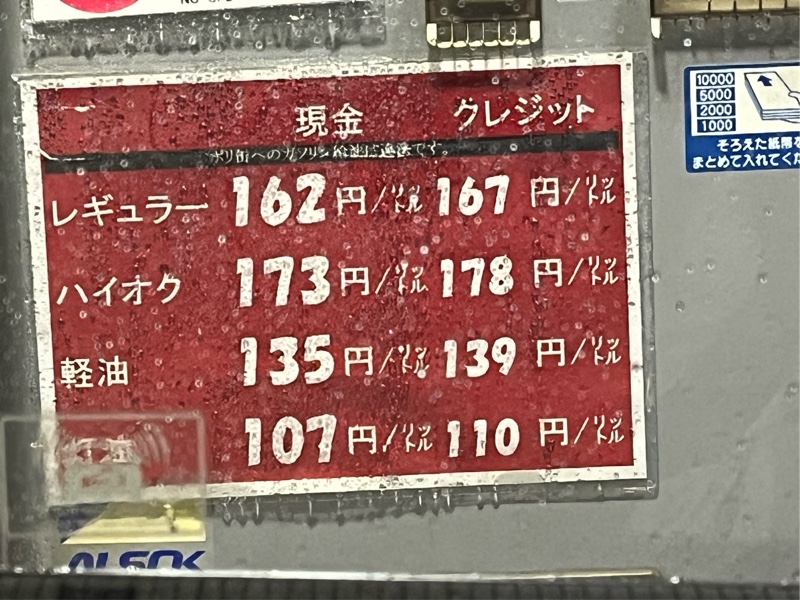 現金 クレジット
ポリ缶へのガソリン給油は違法です。
レギュラー 162円/リットル 167円/リットル
ハイオク 173円/リットル 178円/リットル
軽油 135円/リットル 139円/リットル
107円/リットル 110円/リットル
10000
5000
2000
1000
そろえた紙幣を
まとめて入れてくだ
ALSOK